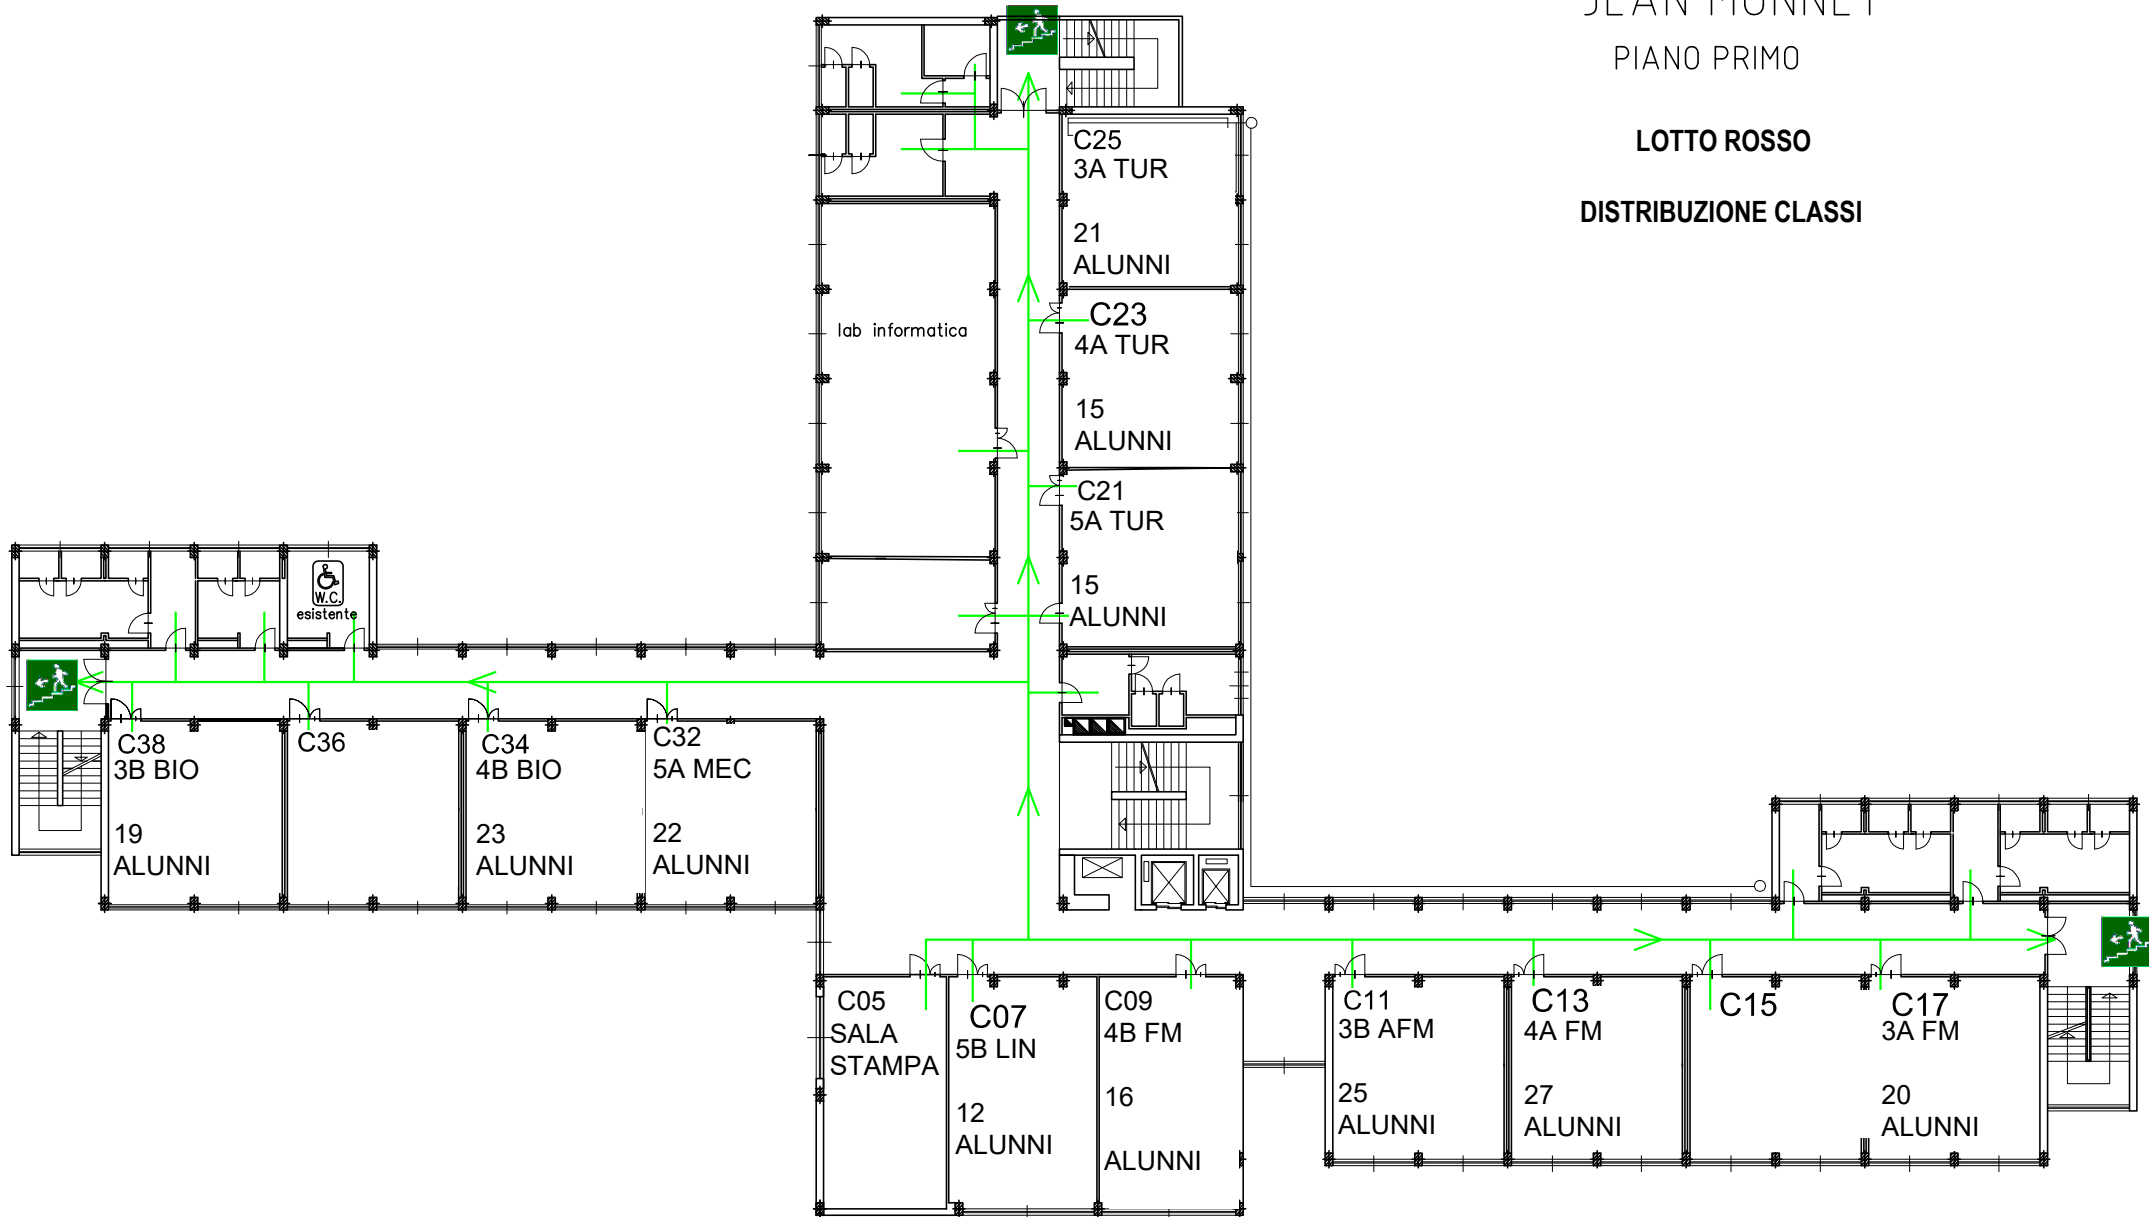 JEAN MONNET
PIANO PRIMO
LOTTO ROSSO
DISTRIBUZIONE CLASSI
C25
3A TUR
21
ALUNNI
lab informatica
C23
4A TUR
15
ALUNNI
C21
5A TUR
15
ALUNNI
W.C.
esistente
C38
3B BIO
19
ALUNNI
C36
C34
4B BIO
23
ALUNNI
C32
5A MEC
22
ALUNNI
C05
SALA
STAMPA
C07
5B LIN
12
ALUNNI
C09
4B FM
16
ALUNNI
C11
3B AFM
25
ALUNNI
C13
4A FM
27
ALUNNI
C15
C17
3A FM
20
ALUNNI